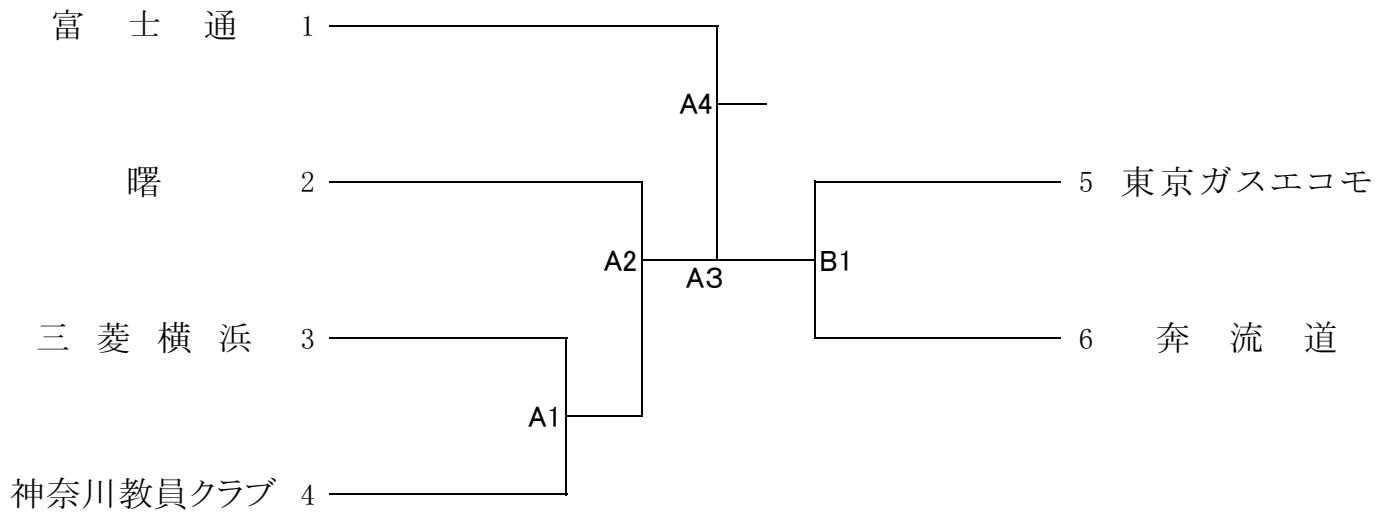 富士通 1
A4
曙 2
5 東京ガスエコモ
A2
A3
B1
三菱横浜 3
6 奔流道
A1
神奈川教員クラブ 4